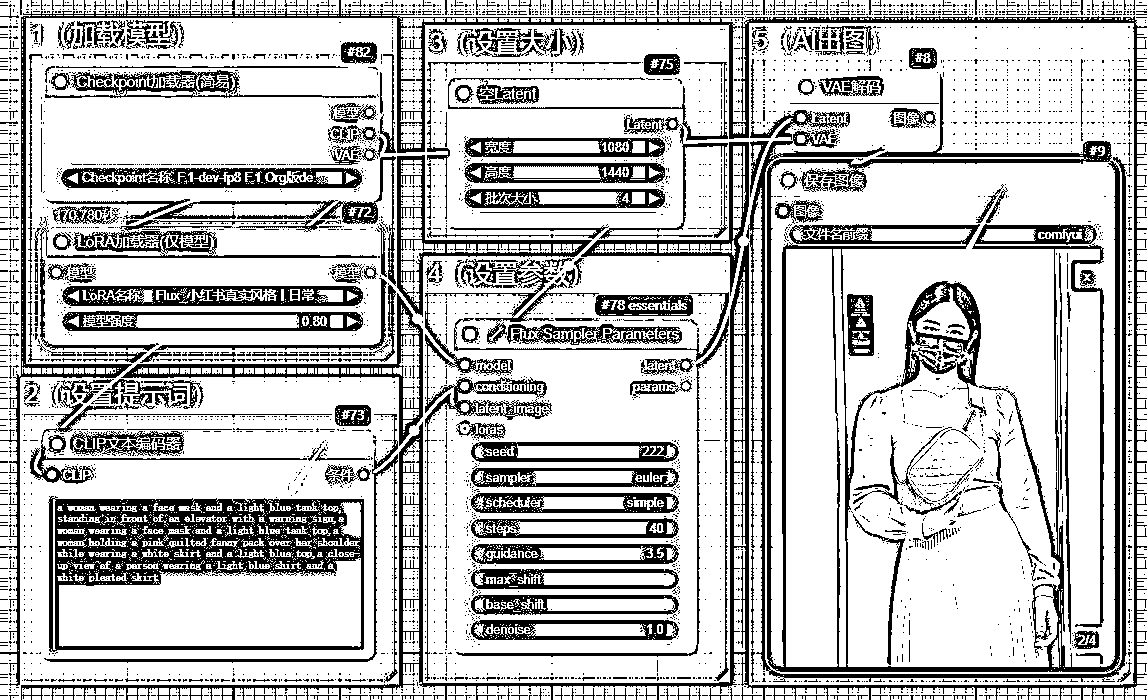 1 (加载模型)
#82
Checkpoint加载器(简易)
模型
CLIP
VAE
Checkpoint名称 F.1-dev-fp8 F.1 Org版de
#72
LoRA加载器(仅模型)
模型 模型
LoRA名称 Flux_小红书真实风格丨日常
模型强度 0.80
2 (设置提示词)
#73
CLIP文本编码器
CLIP 条件
a woman wearing a face mask and a light blue tank top,
standing in front of an elevator with a warning sign,a
woman wearing a face mask and a light blue tank top,a
woman holding a pink quilted fanny pack over her shoulder
while wearing a white skirt and a light blue top,a close
up view of a person wearing a light blue shirt and a
white pleated skirt
3 (设置大小)
#75
空Latent
Latent
宽度 1080
高度 1440
批次大小 4
4 (设置参数)
#78 essentials
Flux Sampler Parameters
model latent
conditioning params
latent_image
loras
seed 222
sampler euler
scheduler simple
steps 40
guidance 3.5
max_shift
base_shift
denoise 1.0
5 (AI出图)
#8
VAE解码
Latent 图像
VAE
#9
保存图像
图像
文件名前缀 comfyui
x
2/4